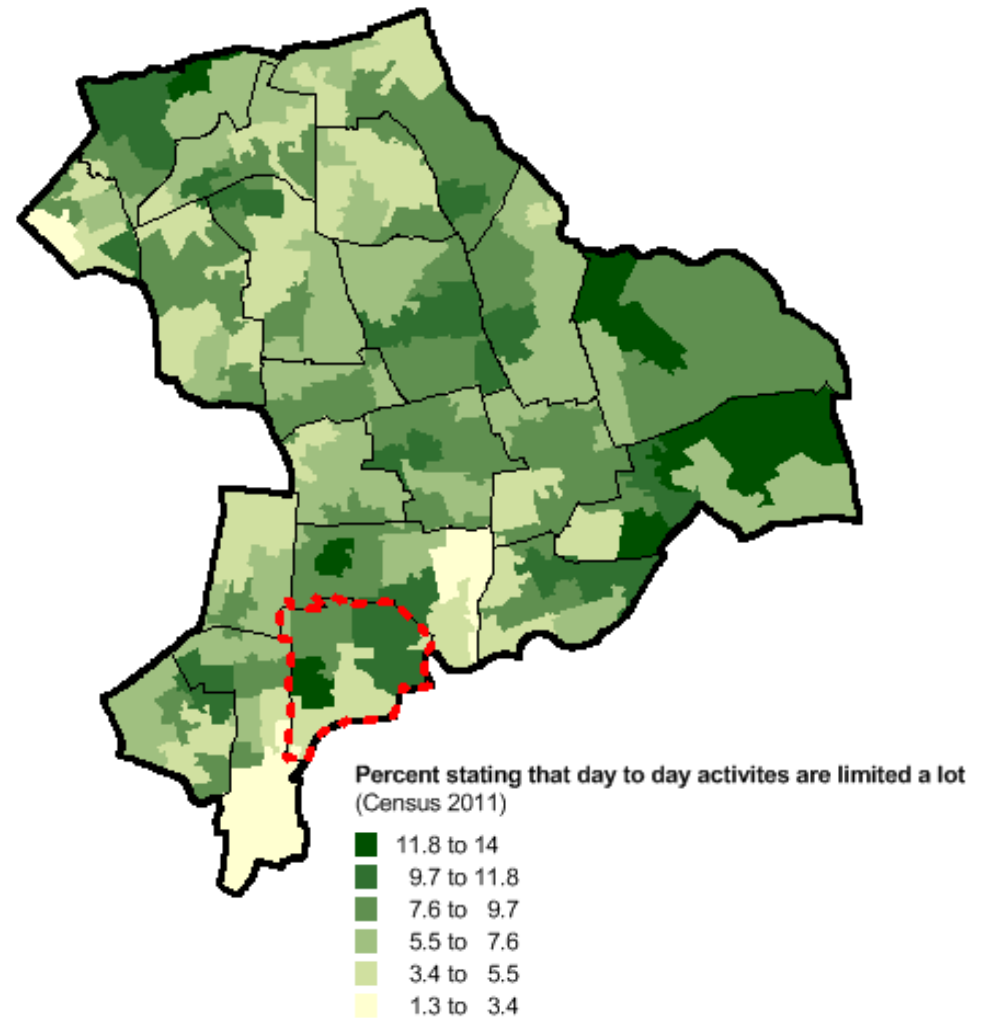 Percent stating that day to day activites are limited a lot
(Census 2011)
11.8 to 14
9.7 to 11.8
7.6 to 9.7
5.5 to 7.6
3.4 to 5.5
1.3 to 3.4